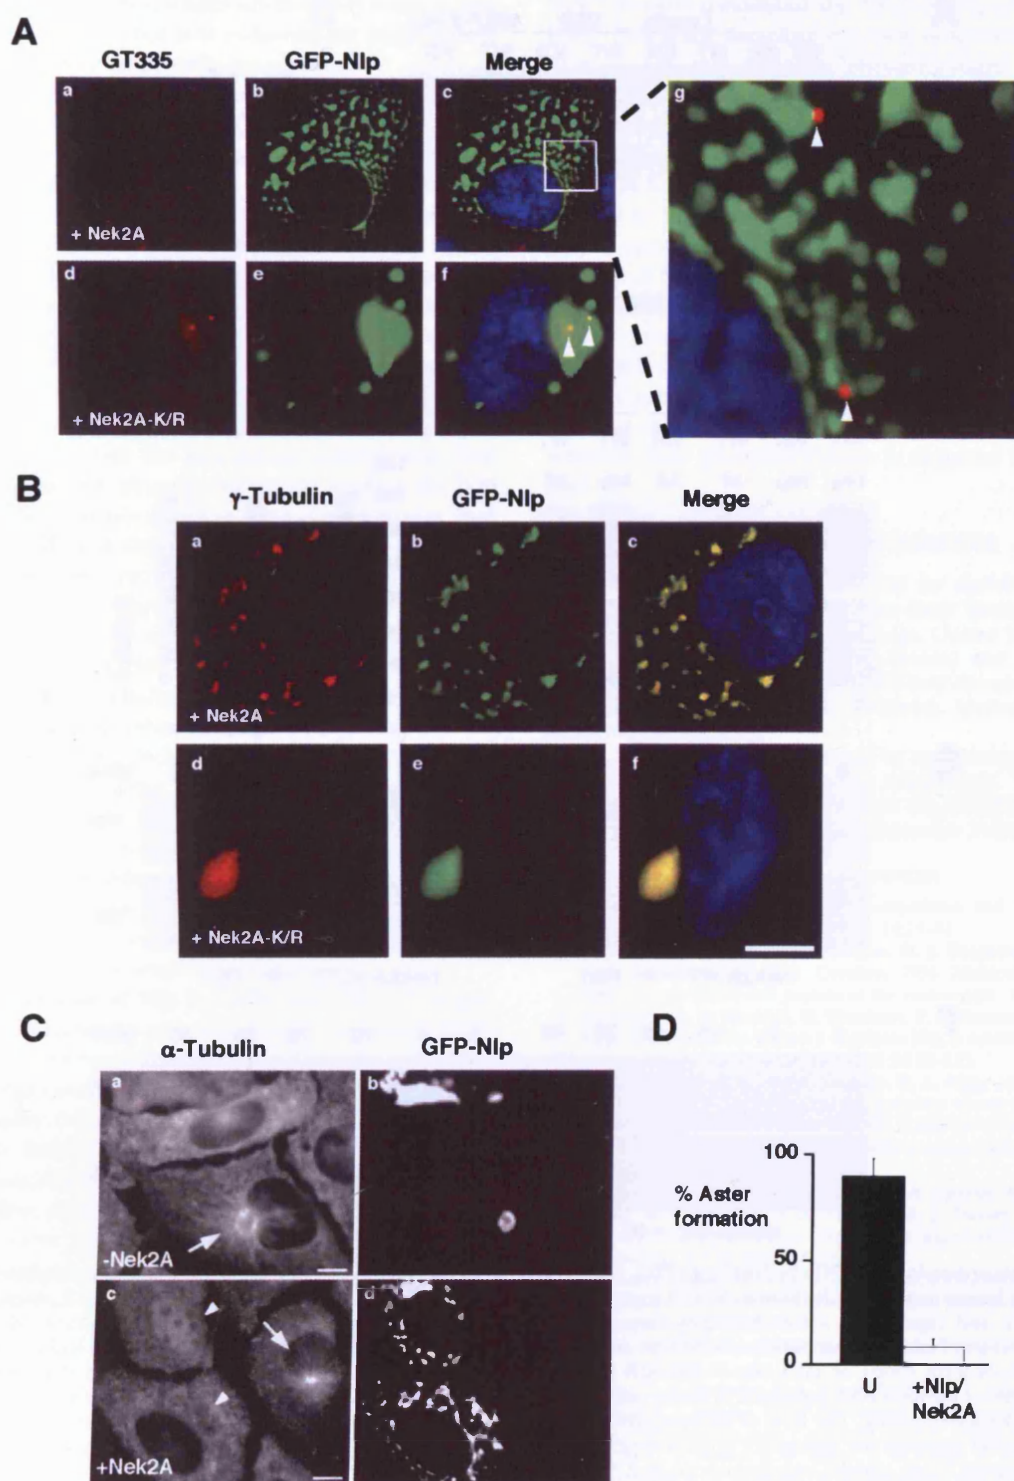 A
GT335
GFP-Nlp
Merge
a
b
c
g
+ Nek2A
d
e
f
+ Nek2A-K/R
B
γ-Tubulin
GFP-Nlp
Merge
a
b
c
+ Nek2A
d
e
f
+ Nek2A-K/R
C
α-Tubulin
GFP-Nlp
D
a
b
-Nek2A
c
d
+Nek2A
100
% Aster
formation
50
0
U
+Nlp/
Nek2A